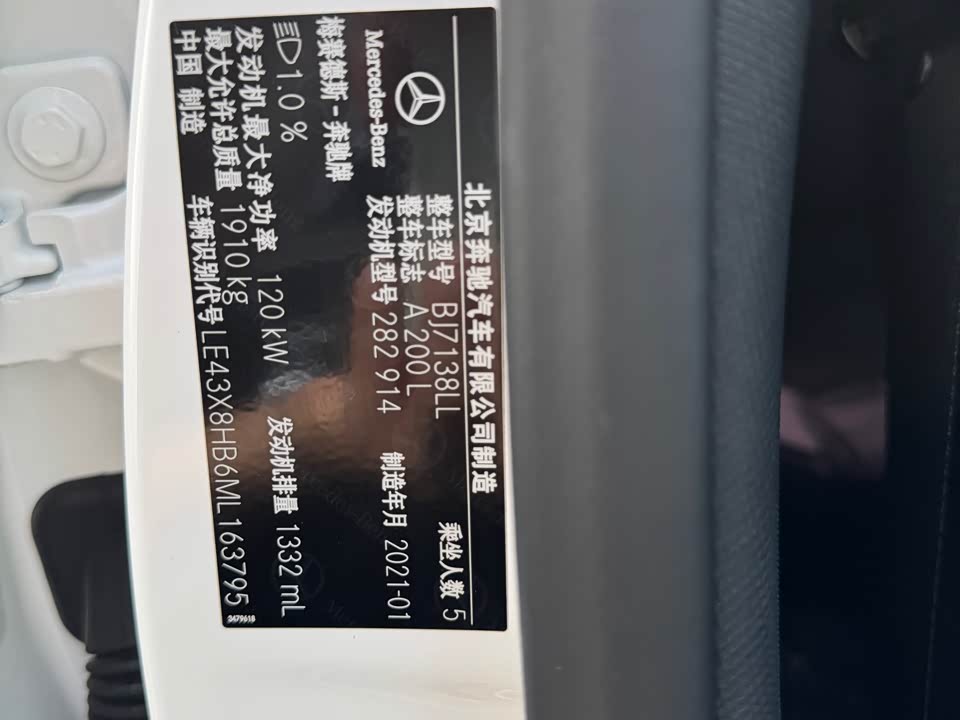 北京奔驰汽车有限公司制造
Mercedes-Benz
整车型号 BJ7138LL 乘坐人数 5
整车标志 A 200 L
发动机型号 282 914 制造年月 2021-01
梅赛德斯-奔驰牌
1.0 %
发动机最大净功率 120 kW 发动机排量 1332 mL
最大允许总质量 1910 kg
中国 制造 车辆识别代号 LE43X8HB6ML163795